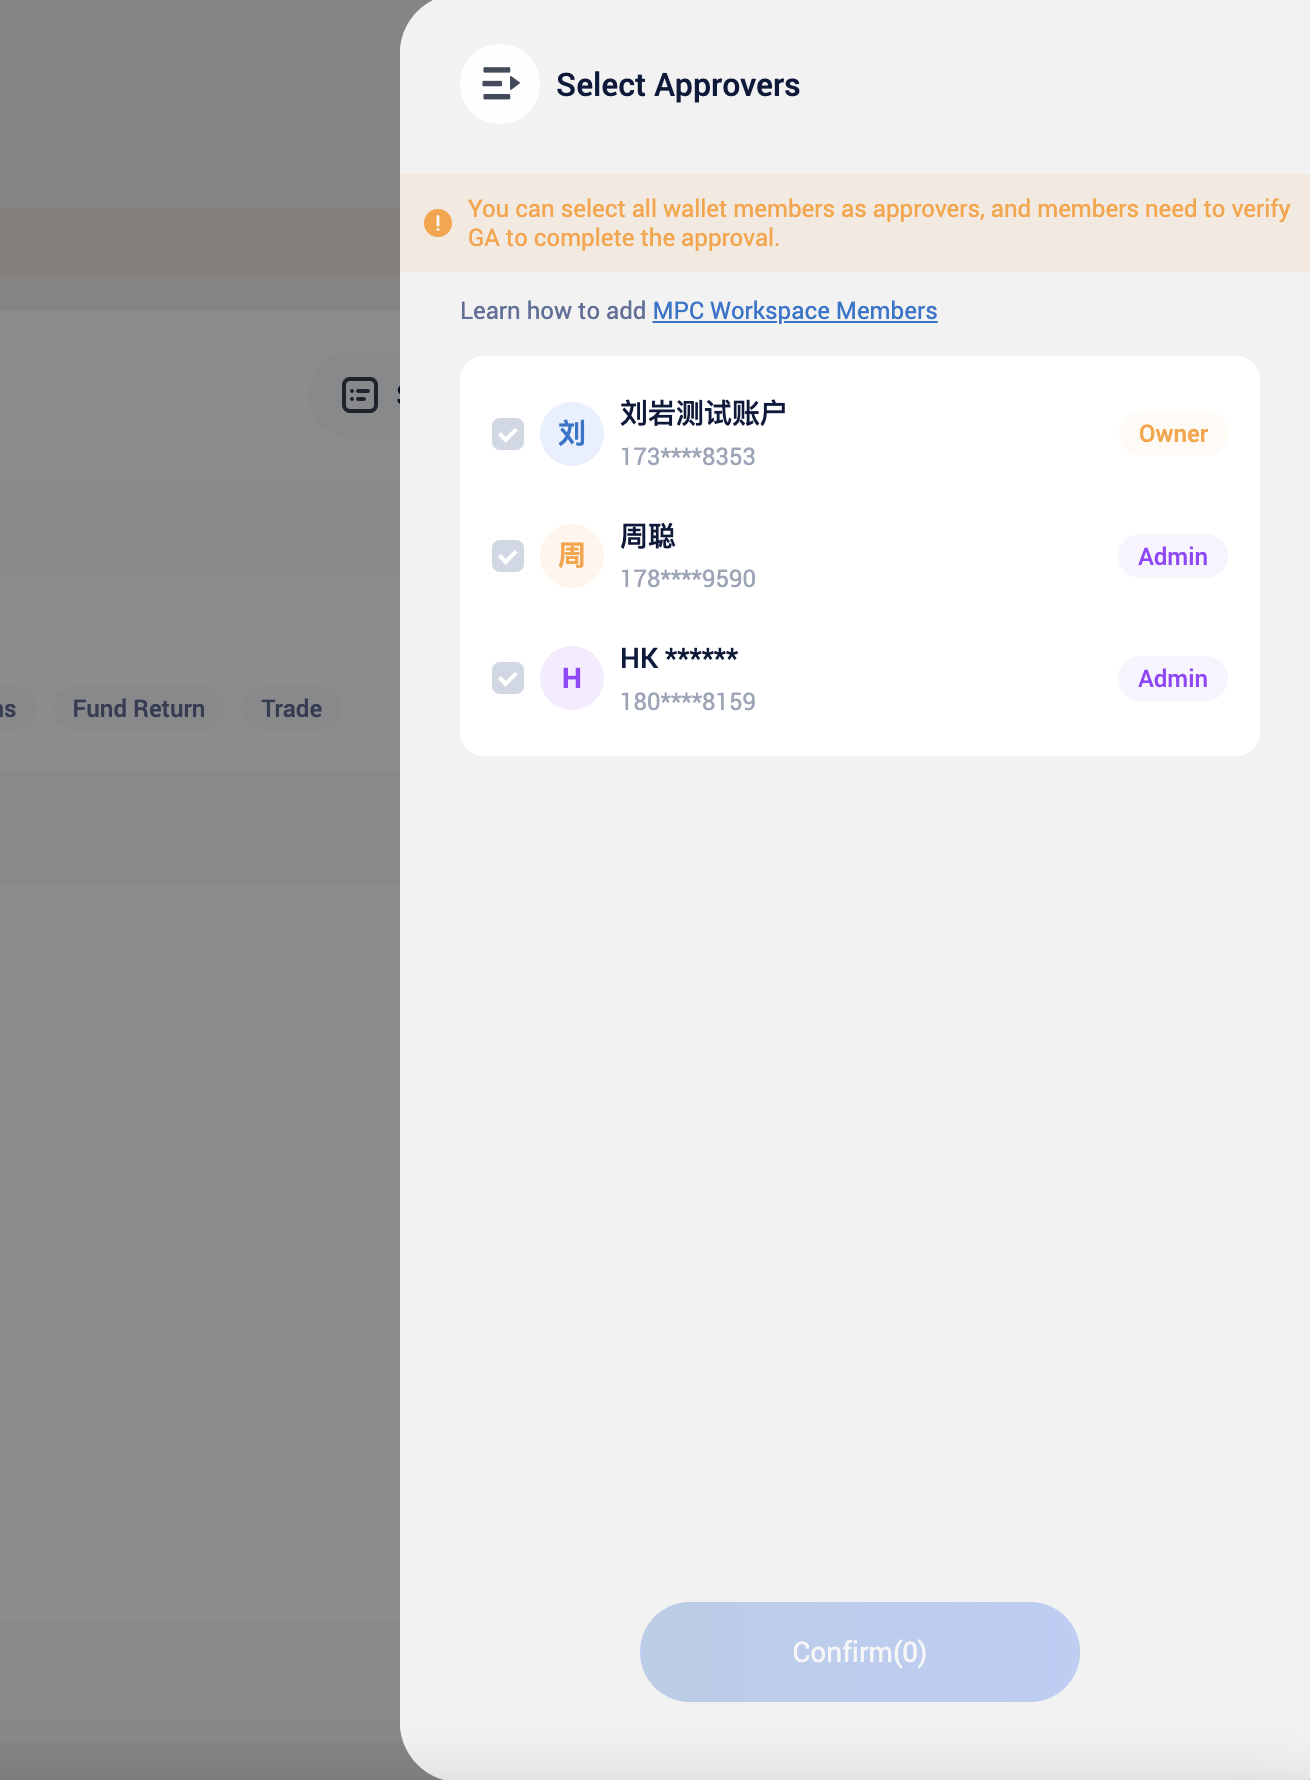 Select Approvers
You can select all wallet members as approvers, and members need to verify
GA to complete the approval.
Learn how to add MPC Workspace Members
刘
刘岩测试账户
173****8353
Owner
周
周聪
178****9590
Admin
H
HK ******
180****8159
Admin
Fund Return
Trade
Confirm(0)